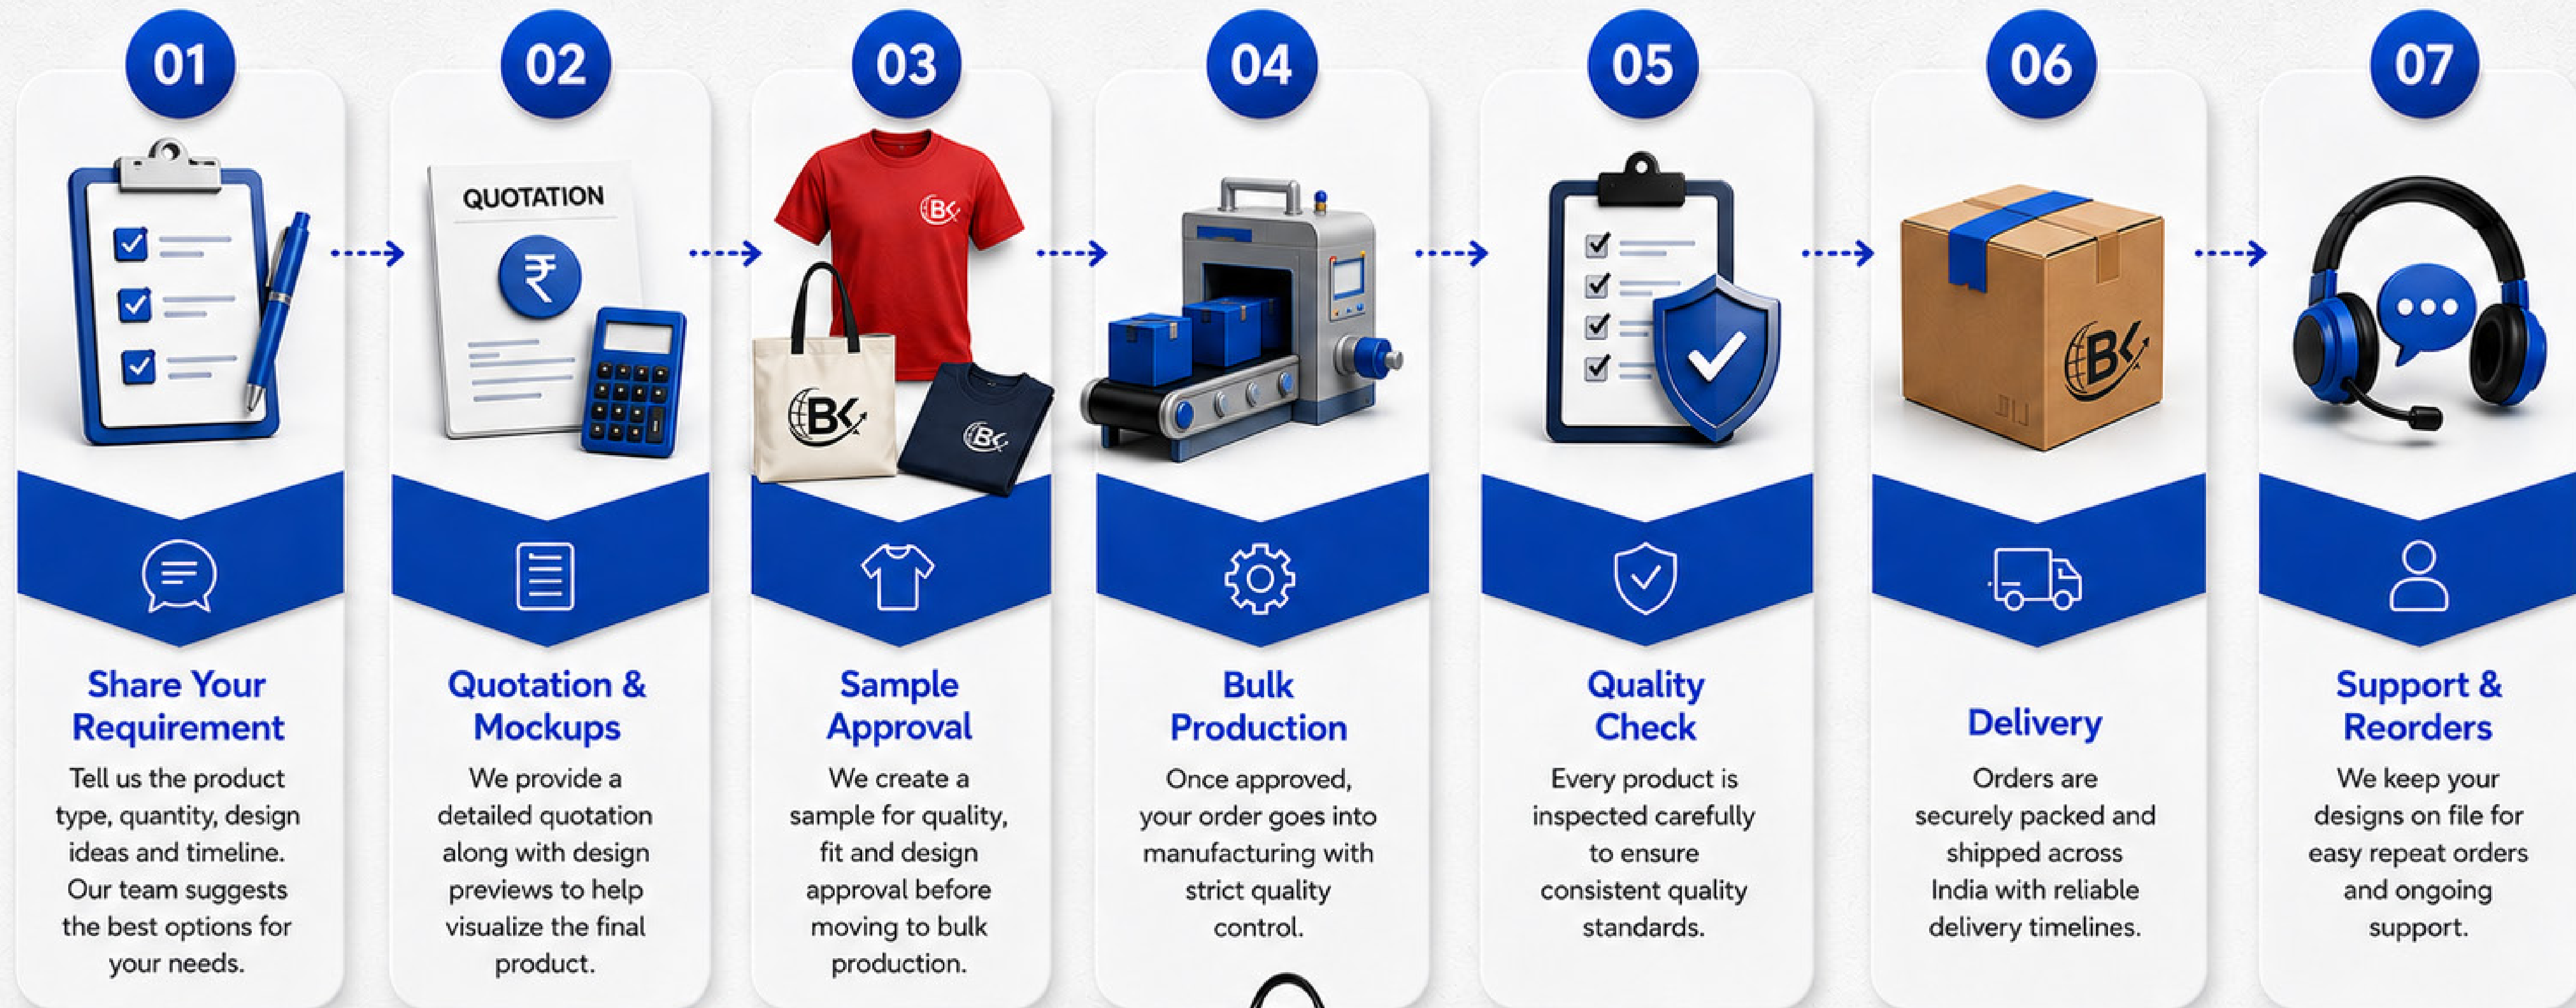 01
Share Your
Requirement
Tell us the product
type, quantity, design
ideas and timeline.
Our team suggests
the best options for
your needs.
02
QUOTATION
₹
Quotation &
Mockups
We provide a
detailed quotation
along with design
previews to help
visualize the final
product.
03
BK
BK
BK
Sample
Approval
We create a
sample for quality,
fit and design
approval before
moving to bulk
production.
04
Bulk
Production
Once approved,
your order goes into
manufacturing with
strict quality
control.
05
Quality
Check
Every product is
inspected carefully
to ensure
consistent quality
standards.
06
BK
Delivery
Orders are
securely packed and
shipped across
India with reliable
delivery timelines.
07
Support &
Reorders
We keep your
designs on file for
easy repeat orders
and ongoing
support.